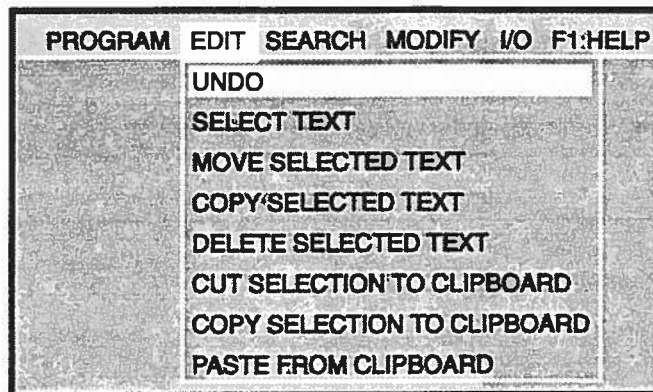 PROGRAM EDIT SEARCH MODIFY I/O F1:HELP
UNDO
SELECT TEXT
MOVE SELECTED TEXT
COPY SELECTED TEXT
DELETE SELECTED TEXT
CUT SELECTION TO CLIPBOARD
COPY SELECTION TO CLIPBOARD
PASTE FROM CLIPBOARD